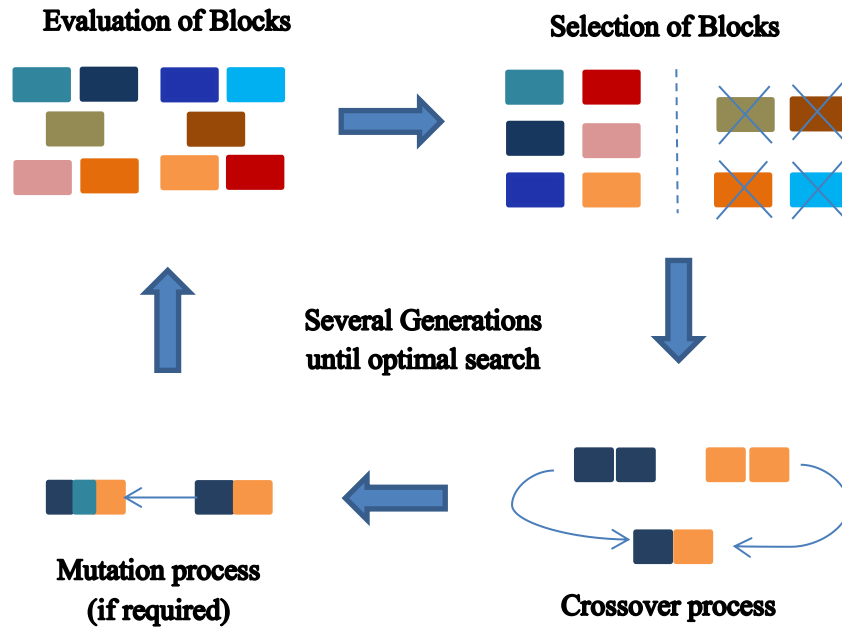 Evaluation of Blocks
Selection of Blocks
Several Generations
until optimal search
Mutation process
(if required)
Crossover process